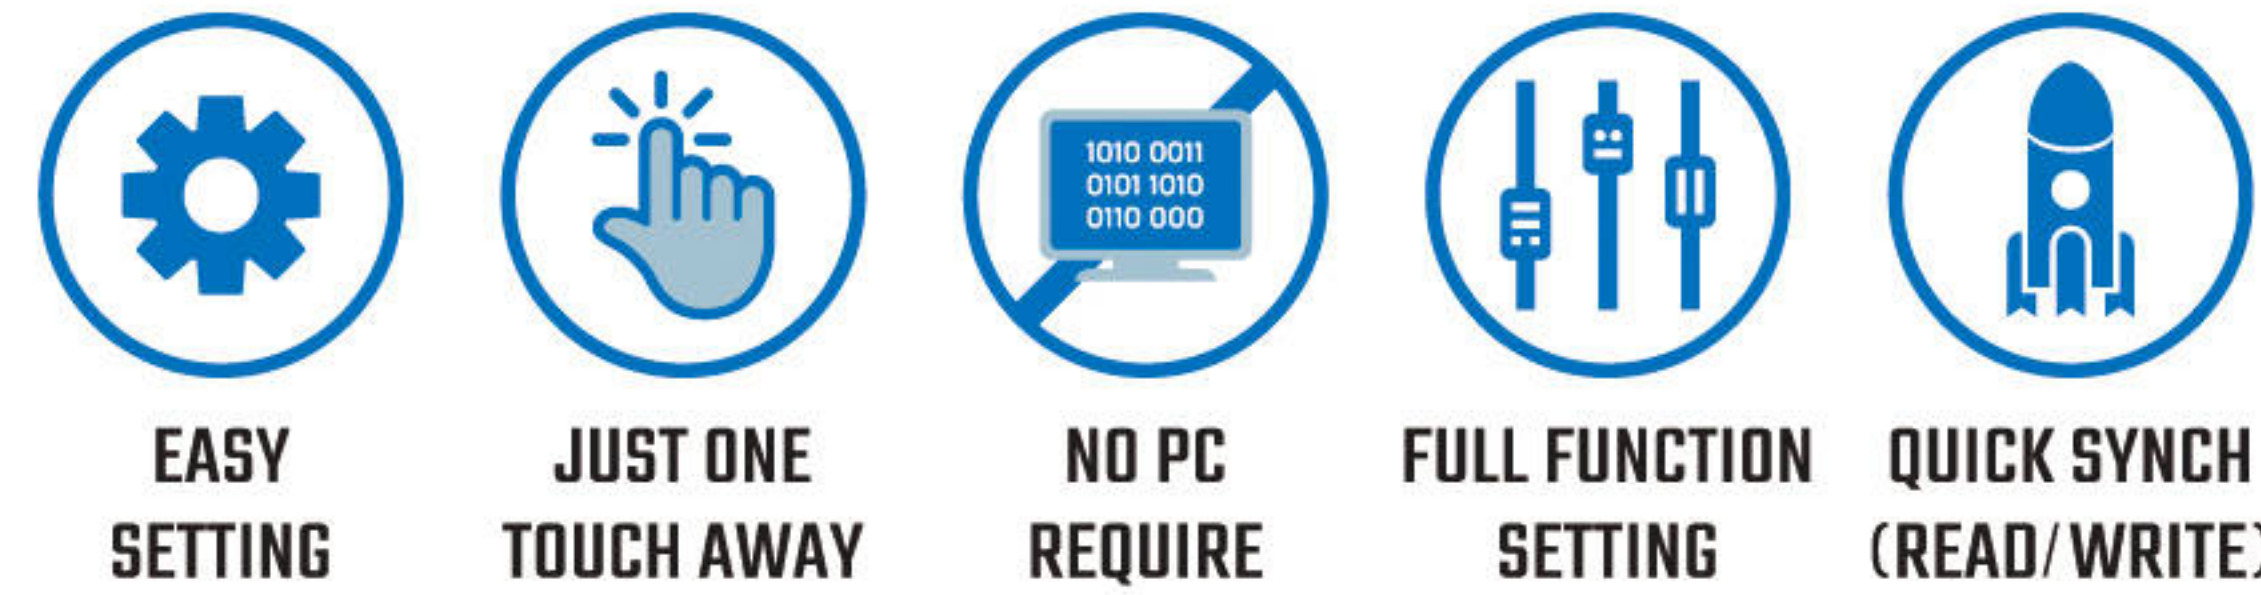 1010 0011
0101 1010
0110 000
EASY
SETTING
JUST ONE
TOUCH AWAY
NO PC
REQUIRE
FULL FUNCTION
SETTING
QUICK SYNCH
(READ/WRITE)